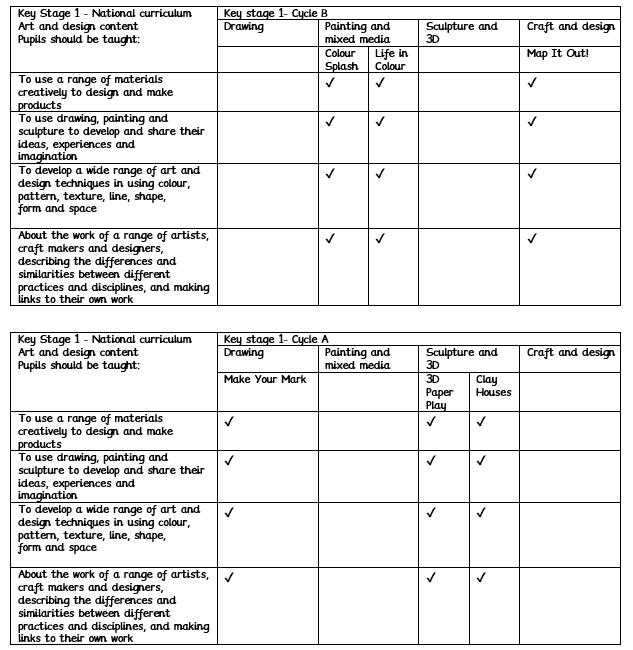 Key Stage 1 - National curriculum
Art and design content
Pupils should be taught:
Key stage 1- Cycle B
Drawing
Painting and
mixed media
Sculpture and
3D
Craft and design
Colour
Splash
Life in
Colour
Map It Out!
To use a range of materials
creatively to design and make
products
✓ ✓ ✓
To use drawing, painting and
sculpture to develop and share their
ideas, experiences and
imagination
✓ ✓ ✓
To develop a wide range of art and
design techniques in using colour,
pattern, texture, line, shape,
form and space
✓ ✓ ✓
About the work of a range of artists,
craft makers and designers,
describing the differences and
similarities between different
practices and disciplines, and making
links to their own work
✓ ✓ ✓
Key Stage 1 - National curriculum
Art and design content
Pupils should be taught:
Key stage 1- Cycle A
Drawing
Painting and
mixed media
Sculpture and
3D
Craft and design
Make Your Mark
3D
Paper
Play
Clay
Houses
To use a range of materials
creatively to design and make
products
✓ ✓ ✓
To use drawing, painting and
sculpture to develop and share their
ideas, experiences and
imagination
✓ ✓ ✓
To develop a wide range of art and
design techniques in using colour,
pattern, texture, line, shape,
form and space
✓ ✓ ✓
About the work of a range of artists,
craft makers and designers,
describing the differences and
similarities between different
practices and disciplines, and making
links to their own work
✓ ✓ ✓